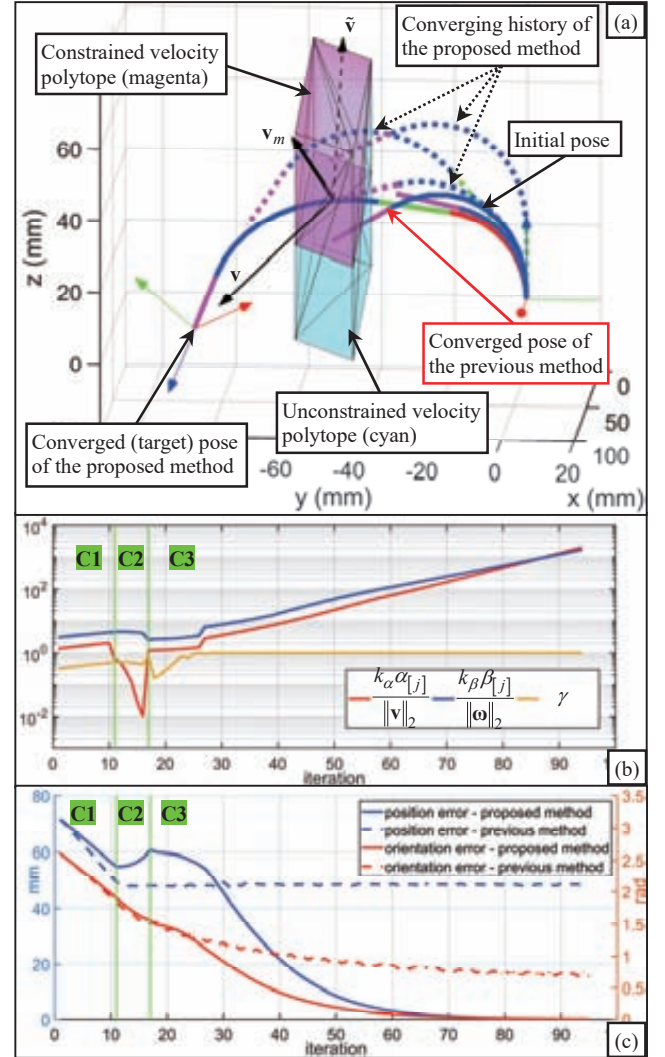 (a)
Constrained velocity
polytope (magenta)
ṽ
Converging history of
the proposed method
v_m
Initial pose
z (mm)
60
40
20
0
v
Converged pose of
the previous method
Converged (target) pose
of the proposed method
Unconstrained velocity
polytope (cyan)
-60
-40
-20
0
20
y (mm)
0
50
100
x (mm)
10^4
10^2
10^0
10^-2
C1 C2 C3
k_α α_[j] / ||v||_2
k_β β_[j] / ||ω||_2
γ
0 10 20 30 40 50 60 70 80 90 100
iteration
(b)
C1 C2 C3
position error - proposed method
position error - previous method
orientation error - proposed method
orientation error - previous method
80
60
40
20
0
mm
3.5
3
2.5
2
1.5
1
0.5
0
rad
0 10 20 30 40 50 60 70 80 90
iteration
(c)